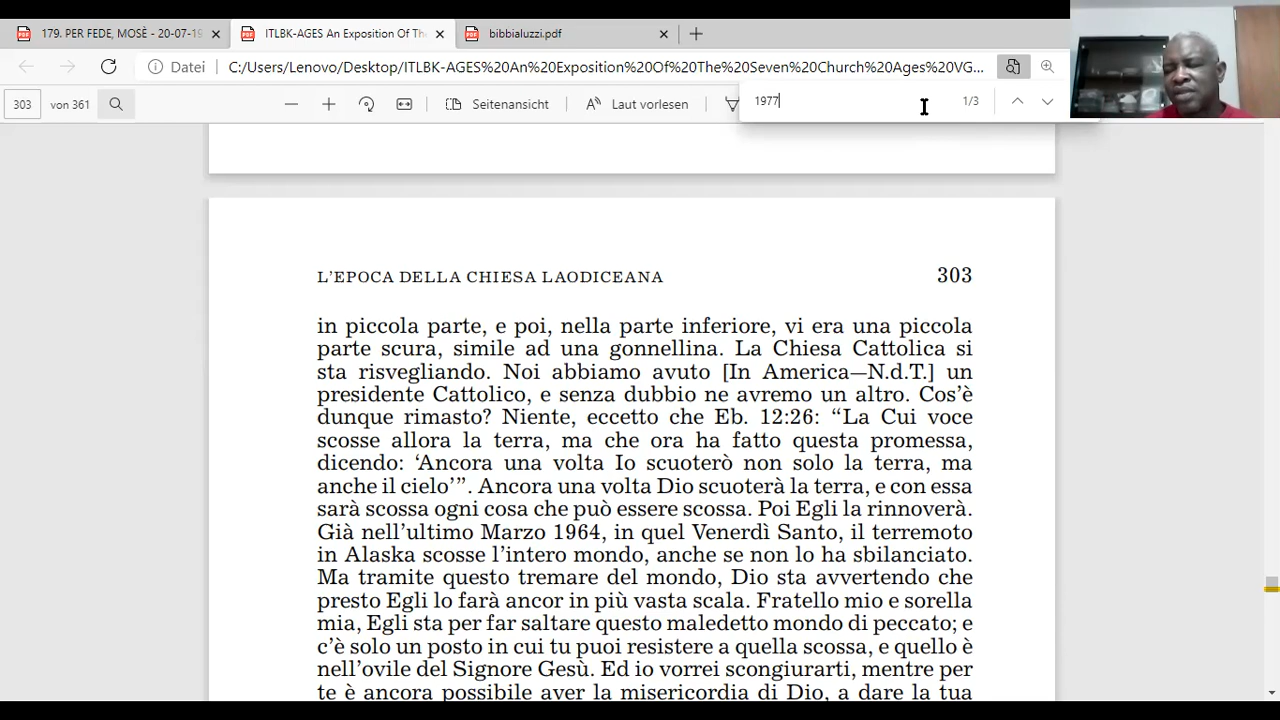 179. PER FEDE, MOSÈ - 20-07-19
ITLBK-AGES An Exposition Of The
bibbialuzzi.pdf
Datei
C:/Users/Lenovo/Desktop/ITLBK-AGES%20An%20Exposition%20Of%20The%20Seven%20Church%20Ages%20VG...
303 von 361
Seitenansicht
Laut vorlesen
1977
1/3
L'EPOCA DELLA CHIESA LAODICEANA 303
in piccola parte, e poi, nella parte inferiore, vi era una piccola
parte scura, simile ad una gonnellina. La Chiesa Cattolica si
sta risvegliando. Noi abbiamo avuto [In America—N.d.T.] un
presidente Cattolico, e senza dubbio ne avremo un altro. Cos'è
dunque rimasto? Niente, eccetto che Eb. 12:26: “La Cui voce
scosse allora la terra, ma che ora ha fatto questa promessa,
dicendo: ‘Ancora una volta Io scuoterò non solo la terra, ma
anche il cielo’”. Ancora una volta Dio scuoterà la terra, e con essa
sarà scossa ogni cosa che può essere scossa. Poi Egli la rinnoverà.
Già nell'ultimo Marzo 1964, in quel Venerdì Santo, il terremoto
in Alaska scosse l'intero mondo, anche se non lo ha sbilanciato.
Ma tramite questo tremare del mondo, Dio sta avvertendo che
presto Egli lo farà ancor in più vasta scala. Fratello mio e sorella
mia, Egli sta per far saltare questo maledetto mondo di peccato; e
c'è solo un posto in cui tu puoi resistere a quella scossa, e quello è
nell'ovile del Signore Gesù. Ed io vorrei scongiurarti, mentre per
te è ancora possibile aver la misericordia di Dio, a dare la tua